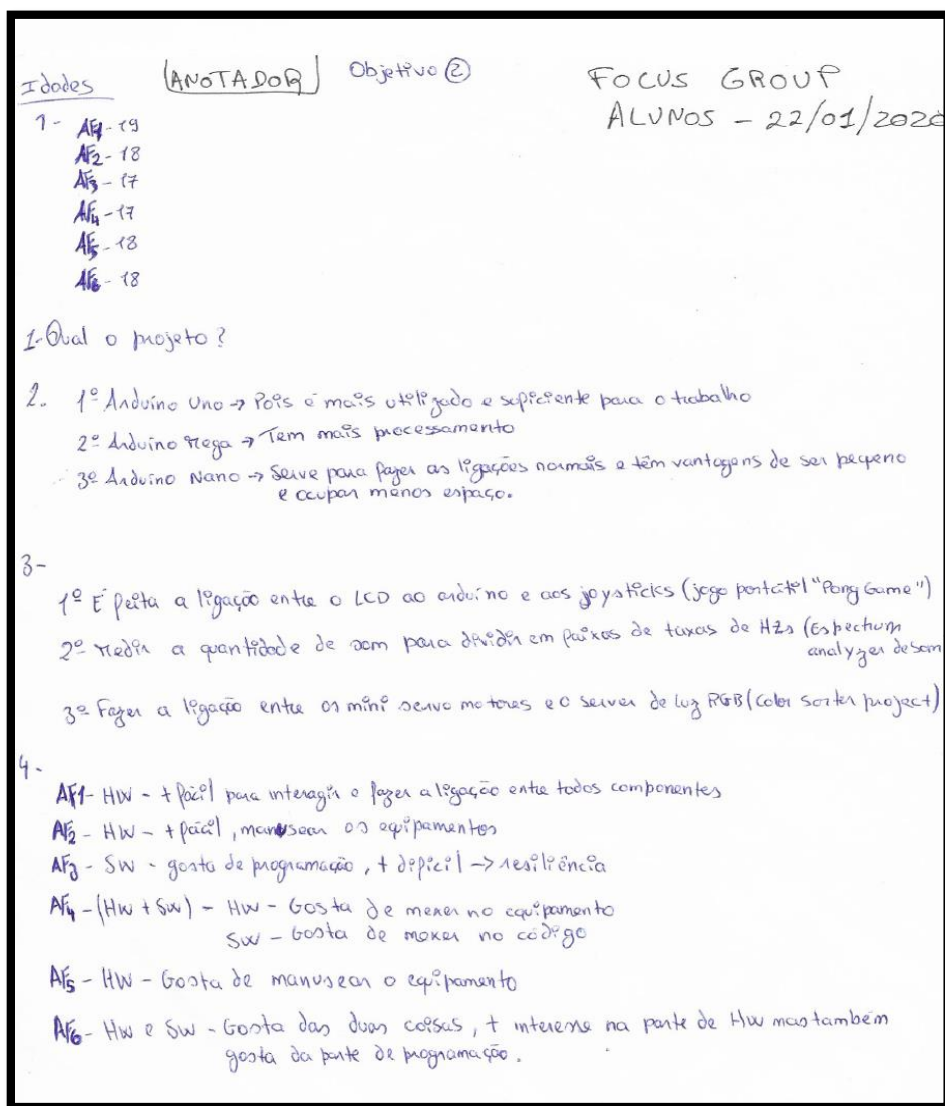 Idades (ANOTADOR) Objetivo ② FOCUS GROUP
ALUNOS - 22/01/2020
1- AF1 - 19
AF2 - 18
AF3 - 17
AF4 - 17
AF5 - 18
AF6 - 18
1- Qual o projeto?
2. 1º Arduino Uno → Pois é mais utilizado e suficiente para o trabalho
2º Arduino Mega → Tem mais processamento
3º Arduino Nano → Serve para fazer as ligações normais e têm vantagens de ser pequeno
e ocupar menos espaço.
3-
1º É feita a ligação entre o LCD ao arduino e aos joysticks (jogo portátil "Pong Game")
2º Medir a quantidade de som para dividir em faixas de taxas de HZs (Espectrum
analyzer de som
3º Fazer a ligação entre os mini servo motores e o server de luz RGB (Color sorter project)
4-
AF1 - HW - + fácil para interagir e fazer a ligação entre todos componentes
AF2 - HW - + fácil, manusear os equipamentos
AF3 - SW - gosta de programação, + difícil → resiliência
AF4 - (HW + SW) - HW - Gosta de mexer no equipamento
SW - Gosta de mexer no código
AF5 - HW - Gosta de manusear o equipamento
AF6 - HW e SW - Gosta das duas coisas, + interesse na parte de HW mas também
gosta da parte de programação.